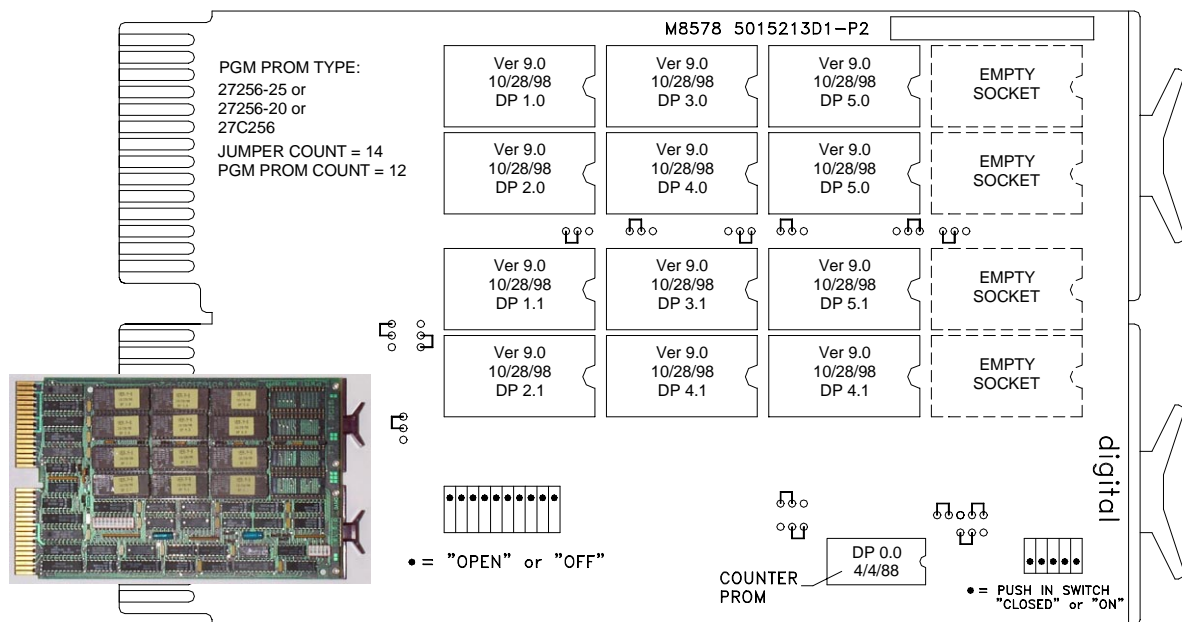 M8578 5015213D1-P2
PGM PROM TYPE:
27256-25 or
27256-20 or
27C256
JUMPER COUNT = 14
PGM PROM COUNT = 12
Ver 9.0
10/28/98
DP 1.0
Ver 9.0
10/28/98
DP 3.0
Ver 9.0
10/28/98
DP 5.0
EMPTY
SOCKET
Ver 9.0
10/28/98
DP 2.0
Ver 9.0
10/28/98
DP 4.0
Ver 9.0
10/28/98
DP 5.0
EMPTY
SOCKET
Ver 9.0
10/28/98
DP 1.1
Ver 9.0
10/28/98
DP 3.1
Ver 9.0
10/28/98
DP 5.1
EMPTY
SOCKET
Ver 9.0
10/28/98
DP 2.1
Ver 9.0
10/28/98
DP 4.1
Ver 9.0
10/28/98
DP 4.1
EMPTY
SOCKET
digital
• = "OPEN" or "OFF"
COUNTER
PROM
DP 0.0
4/4/88
• = PUSH IN SWITCH
"CLOSED" or "ON"